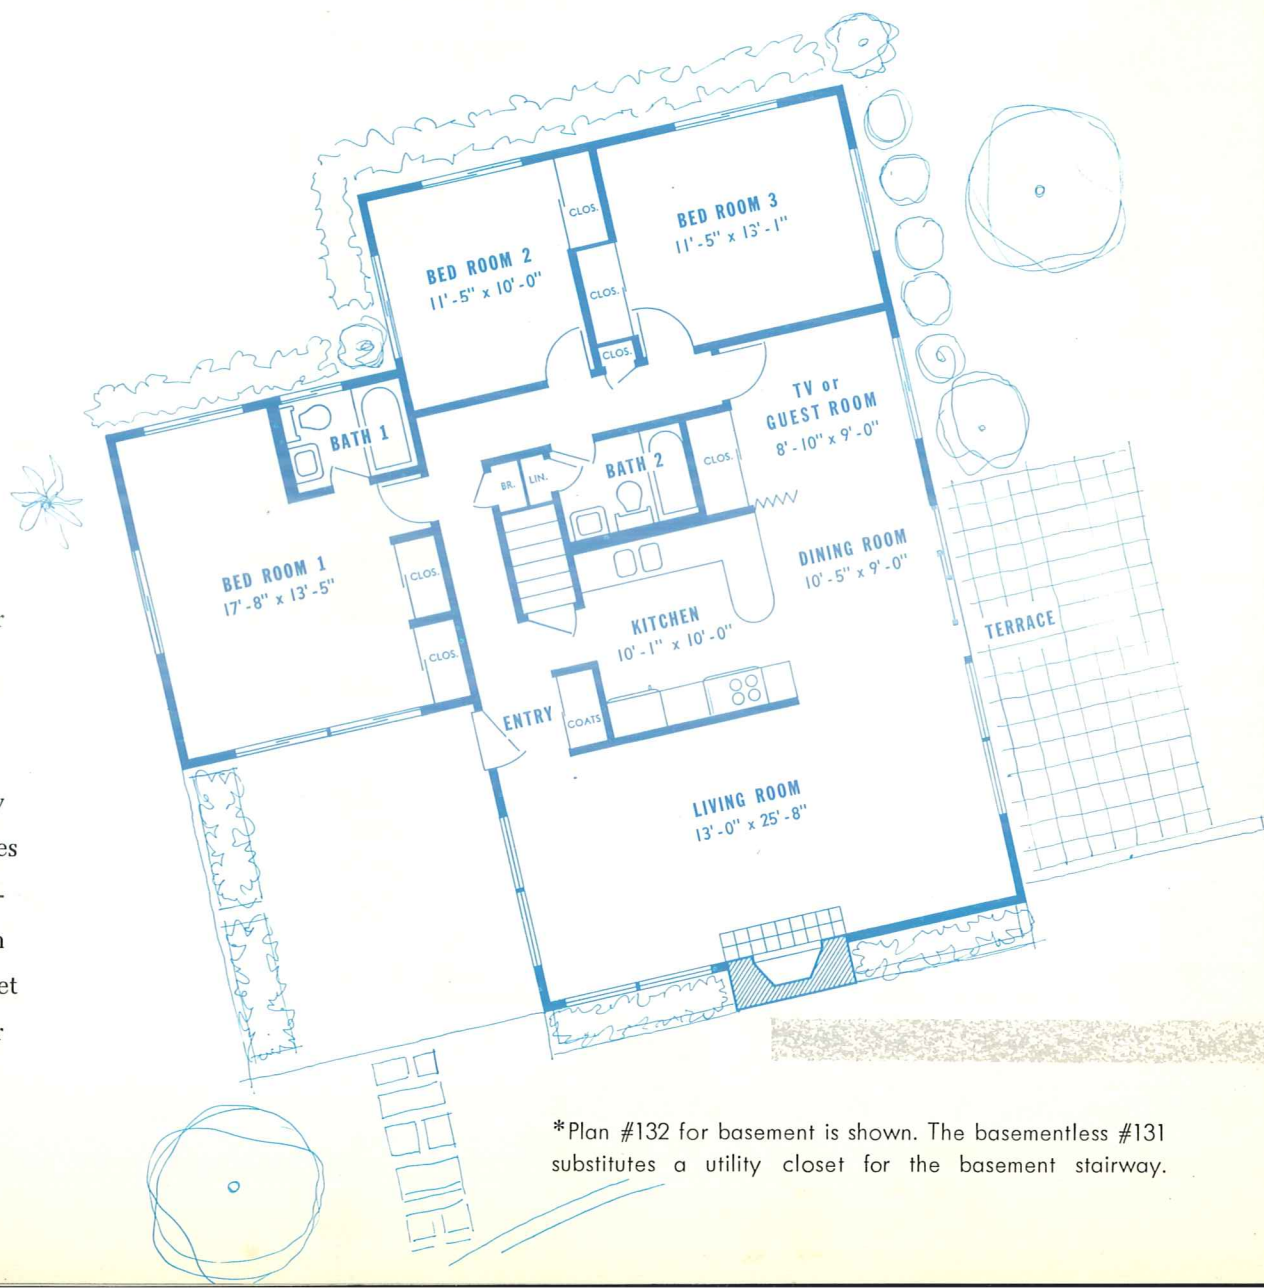 BED ROOM 3
11'-5" x 13'-1"
CLOS.
BED ROOM 2
11'-5" x 10'-0"
CLOS.
CLOS.
TV or
GUEST ROOM
8'-10" x 9'-0"
BATH 1
BATH 2
CLOS.
BR.
LIN.
BED ROOM 1
17'-8" x 13'-5"
CLOS.
CLOS.
DINING ROOM
10'-5" x 9'-0"
KITCHEN
10'-1" x 10'-0"
TERRACE
ENTRY
COATS
LIVING ROOM
13'-0" x 25'-8"
r
y
es
-
n
et
r
*Plan #132 for basement is shown. The basementless #131
substitutes a utility closet for the basement stairway.